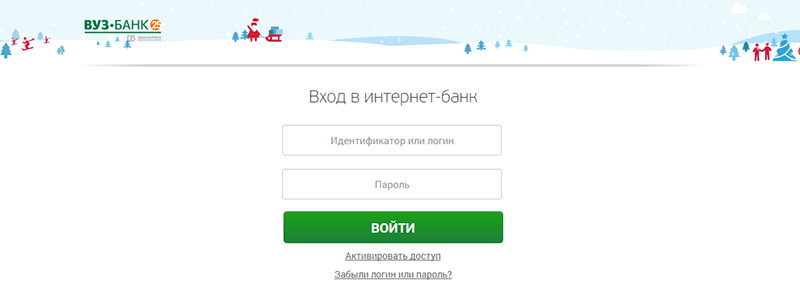 ВУЗ•БАНК 25
Вход в интернет-банк
Идентификатор или логин
Пароль
ВОЙТИ
Активировать доступ
Забыли логин или пароль?